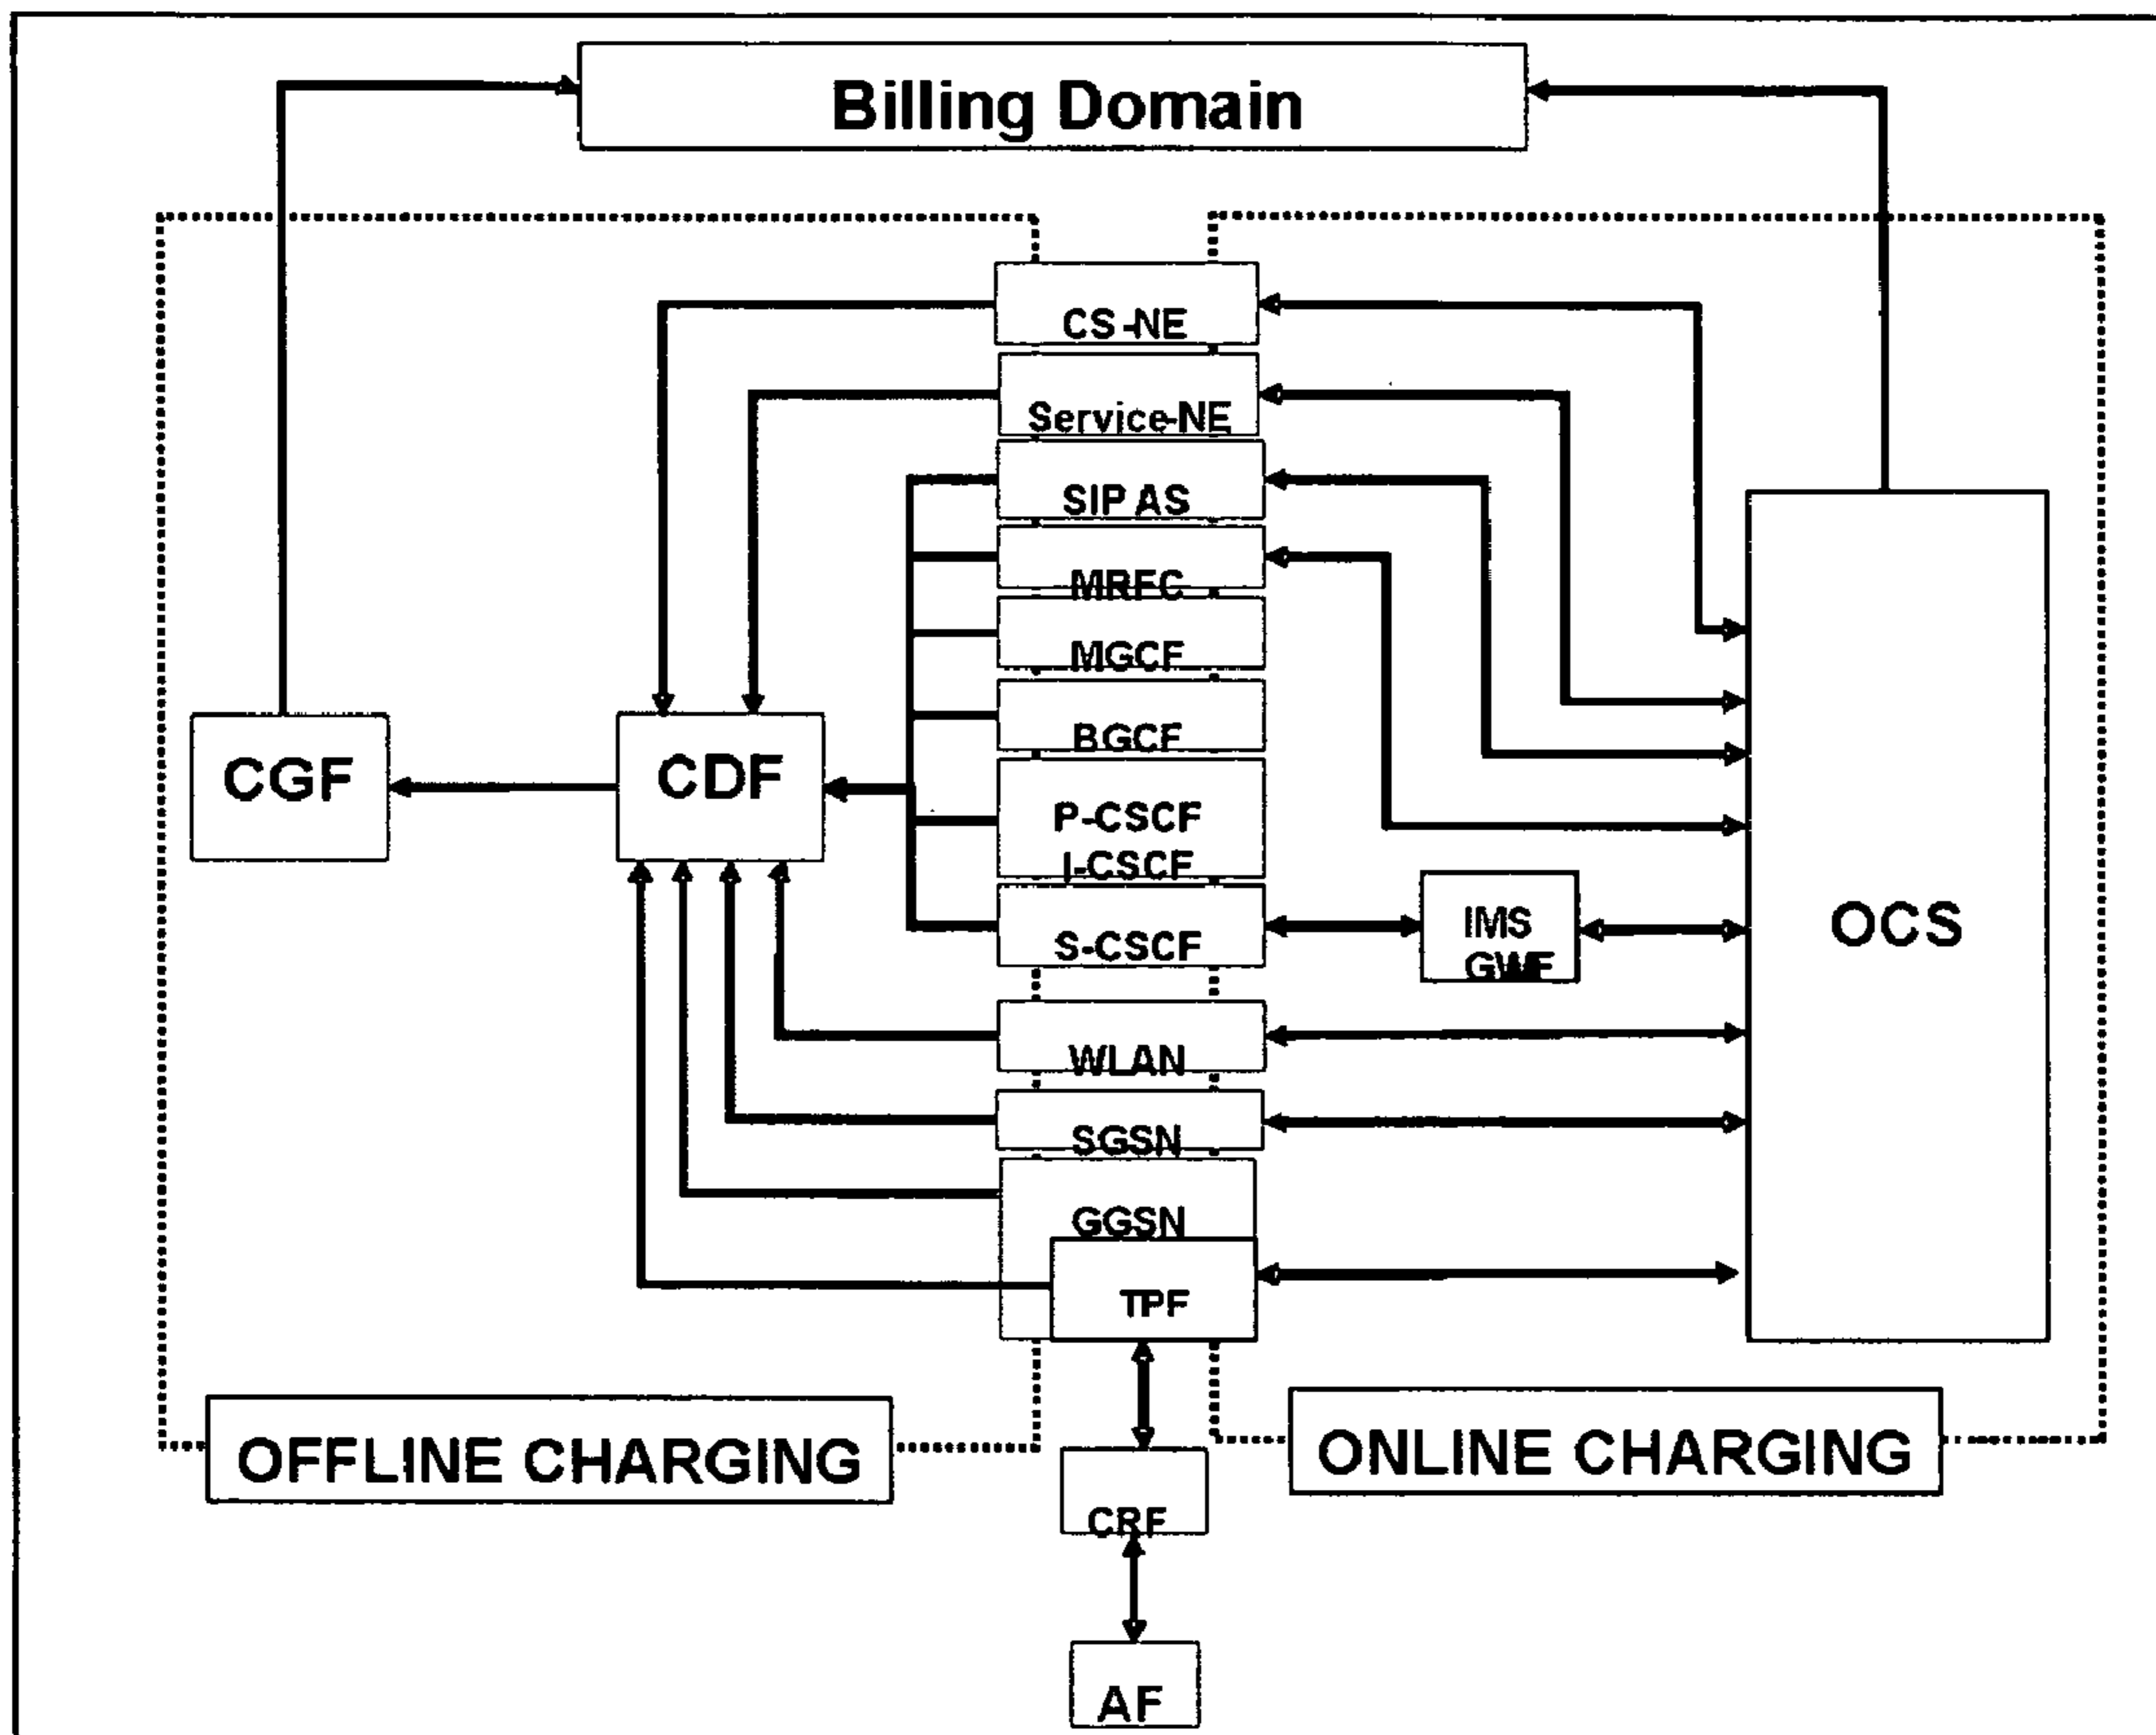 Billing Domain
CS-NE
Service-NE
SIP AS
MRFC
MGCF
BGCF
CGF
CDF
P-CSCF
I-CSCF
S-CSCF
IMS
GWF
OCS
WLAN
SGSN
GGSN
TPF
OFFLINE CHARGING
ONLINE CHARGING
CRF
AF